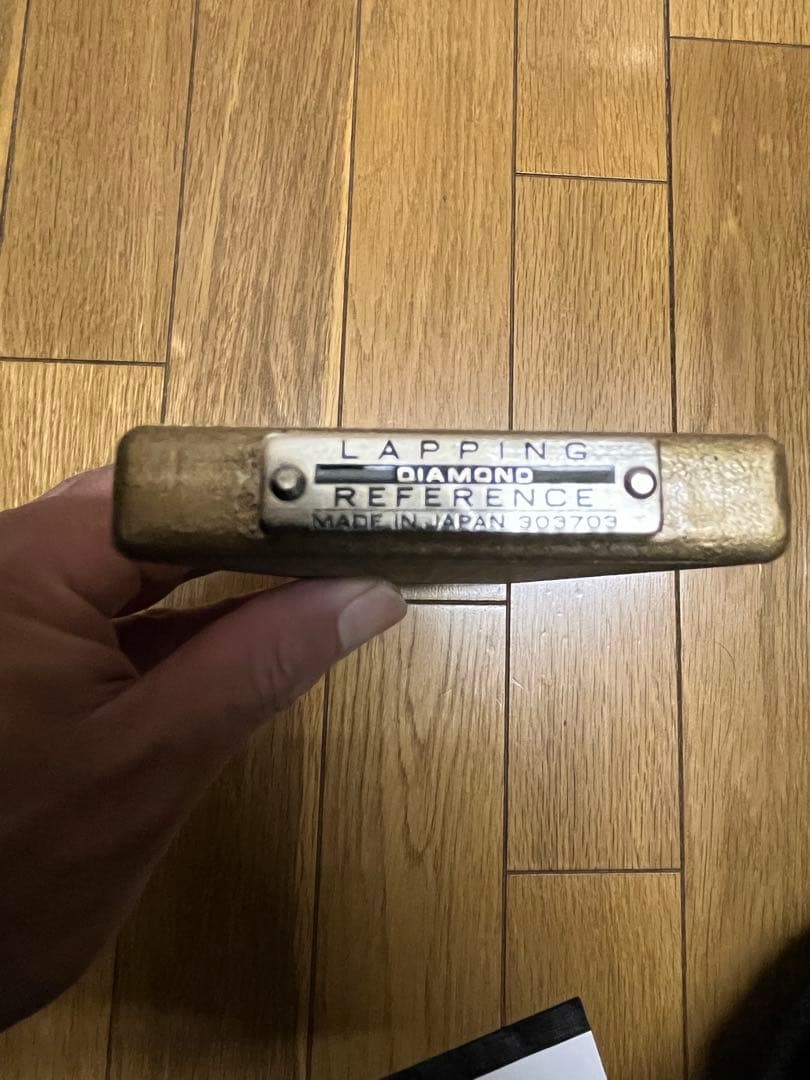 LAPPING
DIAMOND
REFERENCE
MADE IN JAPAN 303703